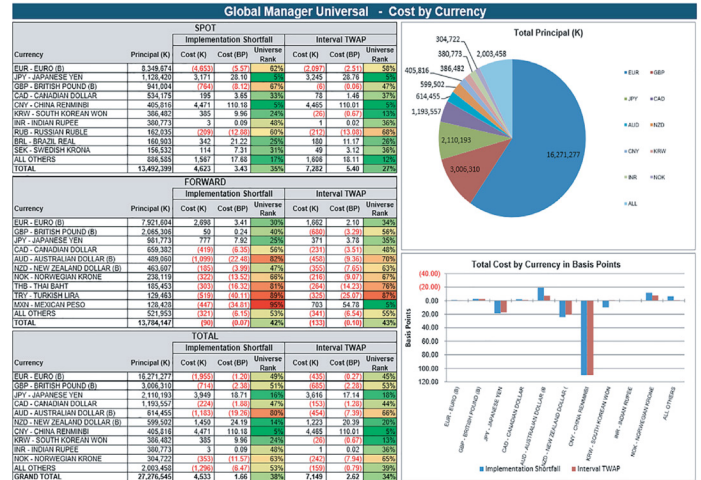 Global Manager Universal - Cost by Currency
SPOT
Implementation Shortfall Interval TWAP
Currency Principal (K) Cost (K) Cost (BP) Universe Rank Cost (K) Cost (BP) Universe Rank
EUR - EURO (B) 8,349,674 (4,653) (5.57) 62% (2,097) (2.51) 58%
JPY - JAPANESE YEN 1,128,420 3,171 28.10 5% 3,245 28.76 5%
GBP - BRITISH POUND (B) 941,004 (764) (8.12) 67% (6) (0.06) 47%
CAD - CANADIAN DOLLAR 534,175 195 3.65 33% 78 1.46 37%
CNY - CHINA RENMINBI 405,816 4,471 110.18 5% 4,465 110.01 5%
KRW - SOUTH KOREAN WON 386,482 385 9.96 24% (26) (0.67) 13%
INR - INDIAN RUPEE 380,773 3 0.09 48% 1 0.02 36%
RUB - RUSSIAN RUBLE 162,035 (209) (12.88) 60% (212) (13.08) 68%
BRL - BRAZIL REAL 160,903 342 21.22 25% 180 11.17 26%
SEK - SWEDISH KRONA 156,532 114 7.31 31% 49 3.12 36%
ALL OTHERS 886,585 1,567 17.68 17% 1,606 18.11 12%
TOTAL 13,492,399 4,623 3.43 35% 7,282 5.40 27%
FORWARD
Implementation Shortfall Interval TWAP
Currency Principal (K) Cost (K) Cost (BP) Universe Rank Cost (K) Cost (BP) Universe Rank
EUR - EURO (B) 7,921,604 2,698 3.41 30% 1,662 2.10 34%
GBP - BRITISH POUND (B) 2,065,306 50 0.24 40% (680) (3.29) 56%
JPY - JAPANESE YEN 981,773 777 7.92 25% 371 3.78 35%
CAD - CANADIAN DOLLAR 659,382 (419) (6.35) 56% (231) (3.51) 48%
AUD - AUSTRALIAN DOLLAR (B) 489,060 (1,099) (22.48) 82% (458) (9.36) 70%
NZD - NEW ZEALAND DOLLAR (B) 463,607 (185) (3.99) 47% (355) (7.65) 63%
NOK - NORWEGIAN KRONE 238,119 (322) (13.52) 66% (216) (9.07) 67%
THB - THAI BAHT 185,453 (303) (16.32) 81% (264) (14.23) 76%
TRY - TURKISH LIRA 129,463 (519) (40.11) 89% (325) (25.07) 87%
MXN - MEXICAN PESO 128,428 (447) (34.81) 95% 703 54.78 5%
ALL OTHERS 521,953 (321) (6.15) 53% (341) (6.54) 55%
TOTAL 13,784,147 (90) (0.07) 42% (133) (0.10) 43%
TOTAL
Implementation Shortfall Interval TWAP
Currency Principal (K) Cost (K) Cost (BP) Universe Rank Cost (K) Cost (BP) Universe Rank
EUR - EURO (B) 16,271,277 (1,955) (1.20) 49% (435) (0.27) 45%
GBP - BRITISH POUND (B) 3,006,310 (714) (2.38) 51% (685) (2.28) 53%
JPY - JAPANESE YEN 2,110,193 3,949 18.71 16% 3,616 17.14 18%
CAD - CANADIAN DOLLAR 1,193,557 (224) (1.88) 47% (153) (1.28) 44%
AUD - AUSTRALIAN DOLLAR (B) 614,455 (1,183) (19.26) 80% (454) (7.39) 66%
NZD - NEW ZEALAND DOLLAR (B) 599,502 1,450 24.19 14% 1,223 20.39 20%
CNY - CHINA RENMINBI 405,816 4,471 110.18 5% 4,465 110.01 5%
KRW - SOUTH KOREAN WON 386,482 385 9.96 24% (26) (0.67) 13%
INR - INDIAN RUPEE 380,773 3 0.09 48% 1 0.02 36%
NOK - NORWEGIAN KRONE 304,722 (353) (11.57) 63% (242) (7.94) 65%
ALL OTHERS 2,003,458 (1,296) (6.47) 53% (159) (0.79) 39%
GRAND TOTAL 27,276,545 4,533 1.66 38% 7,149 2.62 34%
Total Principal (K)
304,722
380,773
2,003,458
386,482
405,816
599,502
614,455
1,193,557
2,110,193
3,006,310
16,271,277
EUR GBP
JPY CAD
AUD NZD
CNY KRW
INR NOK
ALL
Total Cost by Currency in Basis Points
Basis Points
(40.00)
(20.00)
0.00
20.00
40.00
60.00
80.00
100.00
120.00
EUR - EURO (B)
GBP - BRITISH POUND (B)
JPY - JAPANESE YEN
CAD - CANADIAN DOLLAR
AUD - AUSTRALIAN DOLLAR (B
NZD - NEW ZEALAND DOLLAR (
CNY - CHINA RENMINBI
KRW - SOUTH KOREAN WON
INR - INDIAN RUPEE
NOK - NORWEGIAN KRONE
ALL OTHERS
Implementation Shortfall Interval TWAP